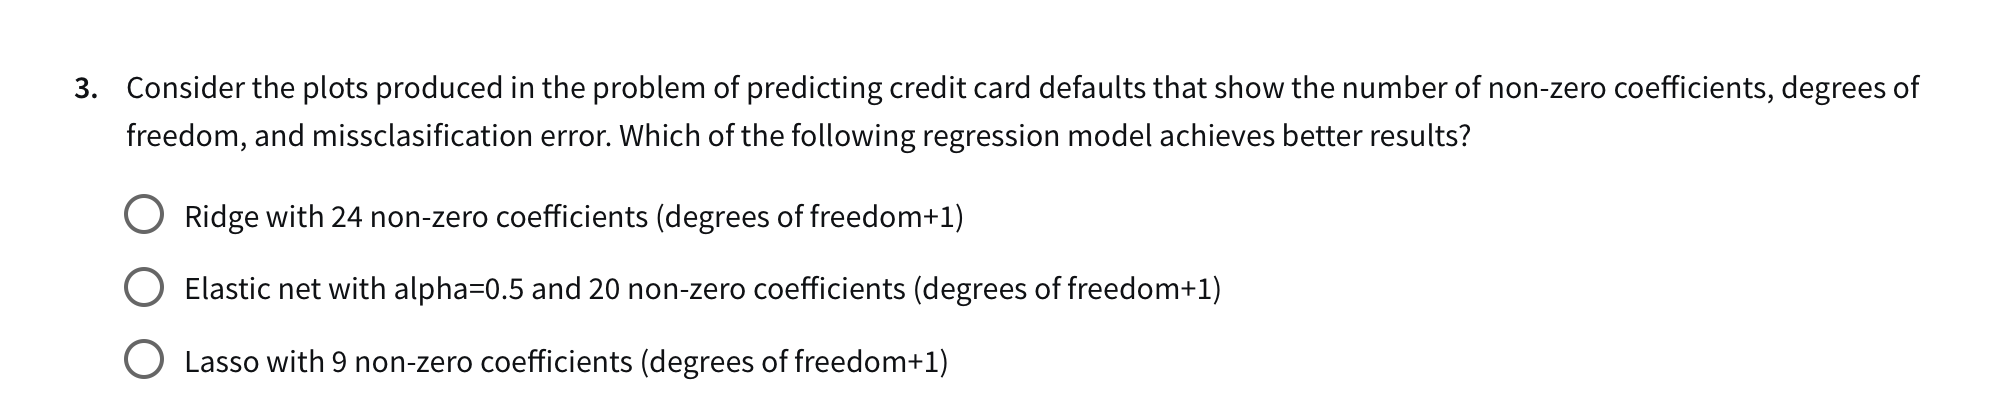 3. Consider the plots produced in the problem of predicting credit card defaults that show the number of non-zero coefficients, degrees of
freedom, and missclasification error. Which of the following regression model achieves better results?
Ridge with 24 non-zero coefficients (degrees of freedom+1)
Elastic net with alpha=0.5 and 20 non-zero coefficients (degrees of freedom+1)
Lasso with 9 non-zero coefficients (degrees of freedom+1)